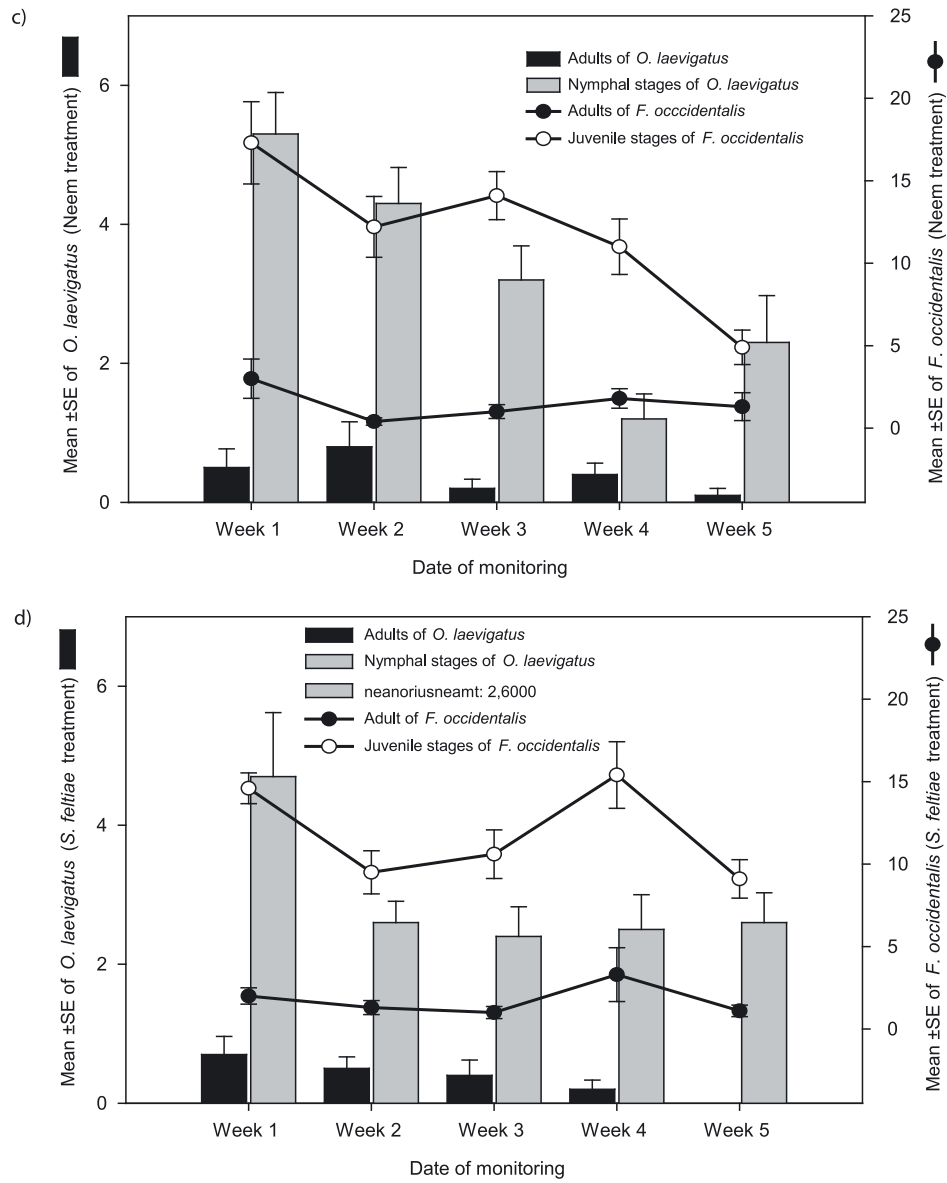 c)
Mean ±SE of O. laevigatus (Neem treatment)
6
4
2
0
25
20
15
10
5
0
Mean ±SE of F. occidentalis (Neem treatment)
Adults of O. laevigatus
Nymphal stages of O. laevigatus
Adults of F. occcidentalis
Juvenile stages of F. occidentalis
Week 1 Week 2 Week 3 Week 4 Week 5
Date of monitoring
d)
Mean ±SE of O. laevigatus (S. feltiae treatment)
6
4
2
0
25
20
15
10
5
0
Mean ±SE of F. occidentalis (S. feltiae treatment)
Adults of O. laevigatus
Nymphal stages of O. laevigatus
neanoriusneamt: 2,6000
Adult of F. occidentalis
Juvenile stages of F. occidentalis
Week 1 Week 2 Week 3 Week 4 Week 5
Date of monitoring